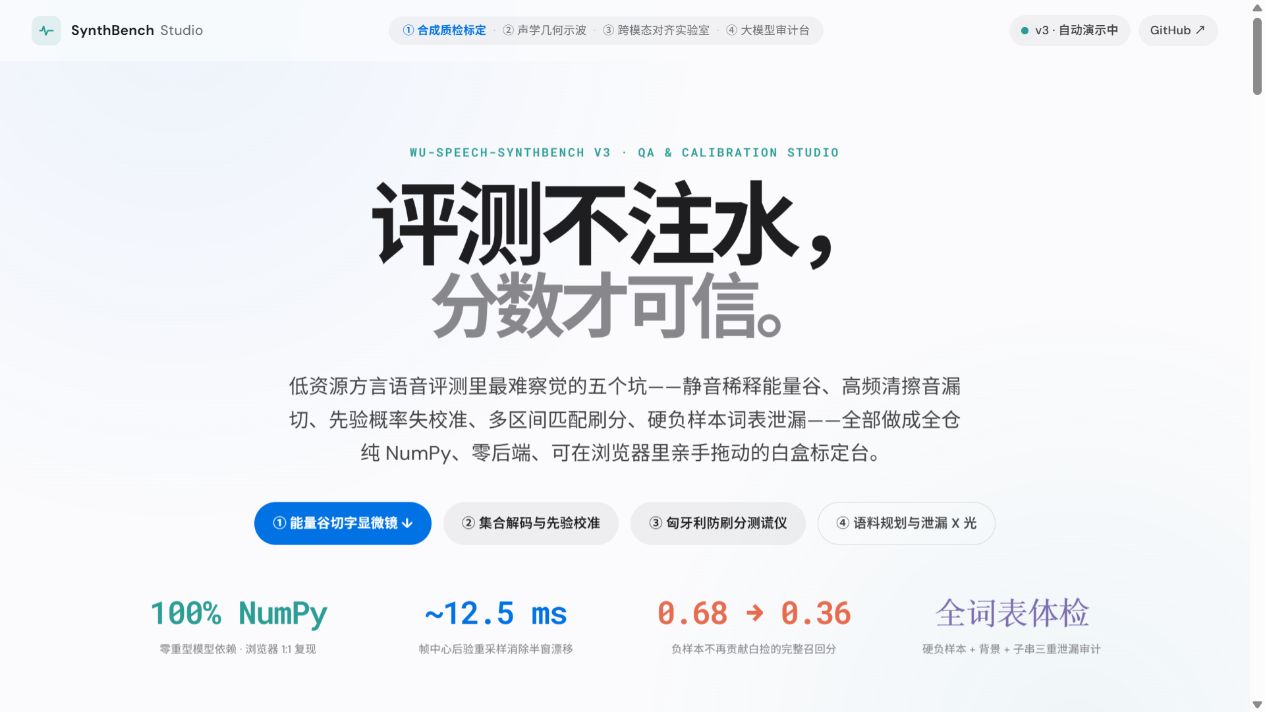 SynthBench Studio
① 合成质检标定 · ② 声学几何示波 · ③ 跨模态对齐实验室 · ④ 大模型审计台
v3 · 自动演示中
GitHub ↗
WU-SPEECH-SYNTHBENCH V3 · QA & CALIBRATION STUDIO
评测不注水，
分数才可信。
低资源方言语音评测里最难察觉的五个坑——静音稀释能量谷、高频清擦音漏
切、先验概率失校准、多区间匹配刷分、硬负样本词表泄漏——全部做成全仓
纯 NumPy、零后端、可在浏览器里亲手拖动的白盒标定台。
① 能量谷切字显微镜 ↓
② 集合解码与先验校准
③ 匈牙利防刷分测谎仪
④ 语料规划与泄漏 X 光
100% NumPy
零重型模型依赖 · 浏览器 1:1 复现
~12.5 ms
帧中心后验重采样消除半窗漂移
0.68 → 0.36
负样本不再贡献白捡的完整召回分
全词表体检
硬负样本 + 背景 + 子串三重泄漏审计